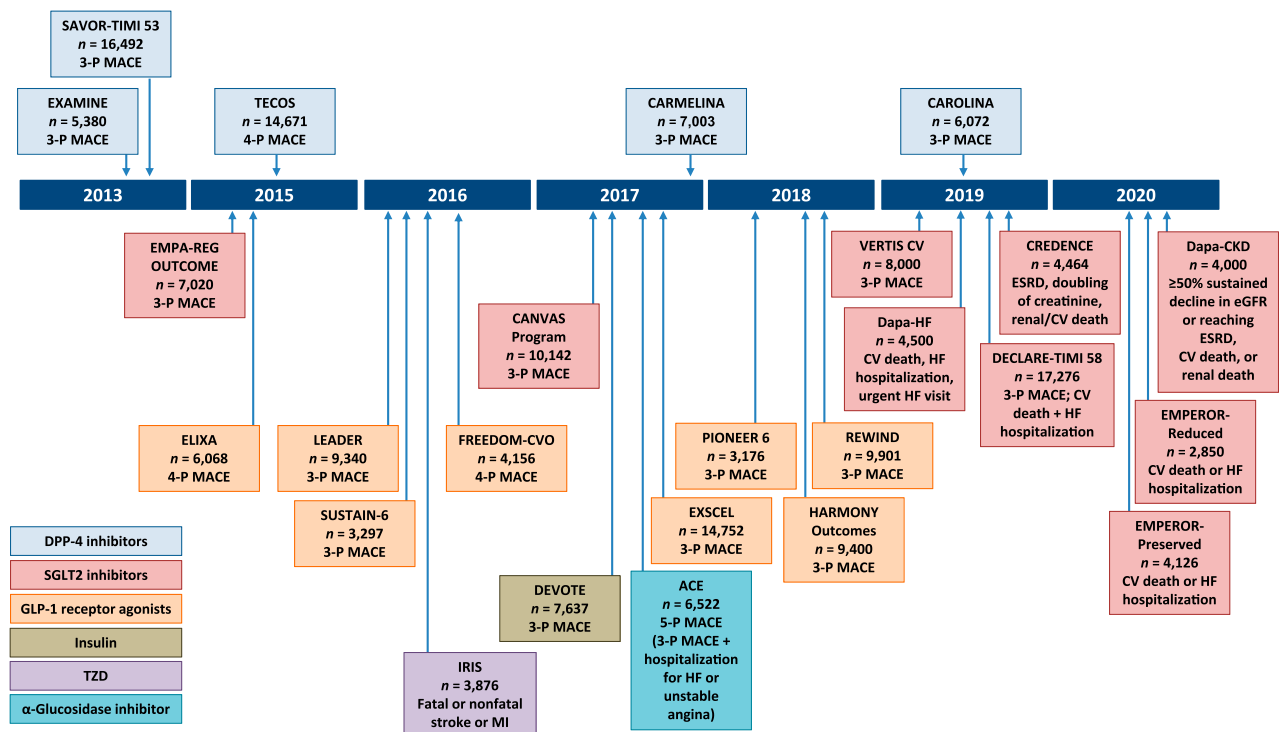 SAVOR-TIMI 53
n = 16,492
3-P MACE
EXAMINE
n = 5,380
3-P MACE
TECOS
n = 14,671
4-P MACE
CARMELINA
n = 7,003
3-P MACE
CAROLINA
n = 6,072
3-P MACE
2013
2015
2016
2017
2018
2019
2020
EMPA-REG
OUTCOME
n = 7,020
3-P MACE
ELIXA
n = 6,068
4-P MACE
LEADER
n = 9,340
3-P MACE
SUSTAIN-6
n = 3,297
3-P MACE
IRIS
n = 3,876
Fatal or nonfatal
stroke or MI
FREEDOM-CVO
n = 4,156
4-P MACE
CANVAS
Program
n = 10,142
3-P MACE
DEVOTE
n = 7,637
3-P MACE
ACE
n = 6,522
5-P MACE
(3-P MACE +
hospitalization
for HF or
unstable
angina)
EXSCEL
n = 14,752
3-P MACE
PIONEER 6
n = 3,176
3-P MACE
HARMONY
Outcomes
n = 9,400
3-P MACE
REWIND
n = 9,901
3-P MACE
VERTIS CV
n = 8,000
3-P MACE
Dapa-HF
n = 4,500
CV death, HF
hospitalization,
urgent HF visit
CREDENCE
n = 4,464
ESRD, doubling
of creatinine,
renal/CV death
DECLARE-TIMI 58
n = 17,276
3-P MACE; CV
death + HF
hospitalization
Dapa-CKD
n = 4,000
≥50% sustained
decline in eGFR
or reaching
ESRD,
CV death, or
renal death
EMPEROR-
Reduced
n = 2,850
CV death or HF
hospitalization
EMPEROR-
Preserved
n = 4,126
CV death or HF
hospitalization
DPP-4 inhibitors
SGLT2 inhibitors
GLP-1 receptor agonists
Insulin
TZD
α-Glucosidase inhibitor